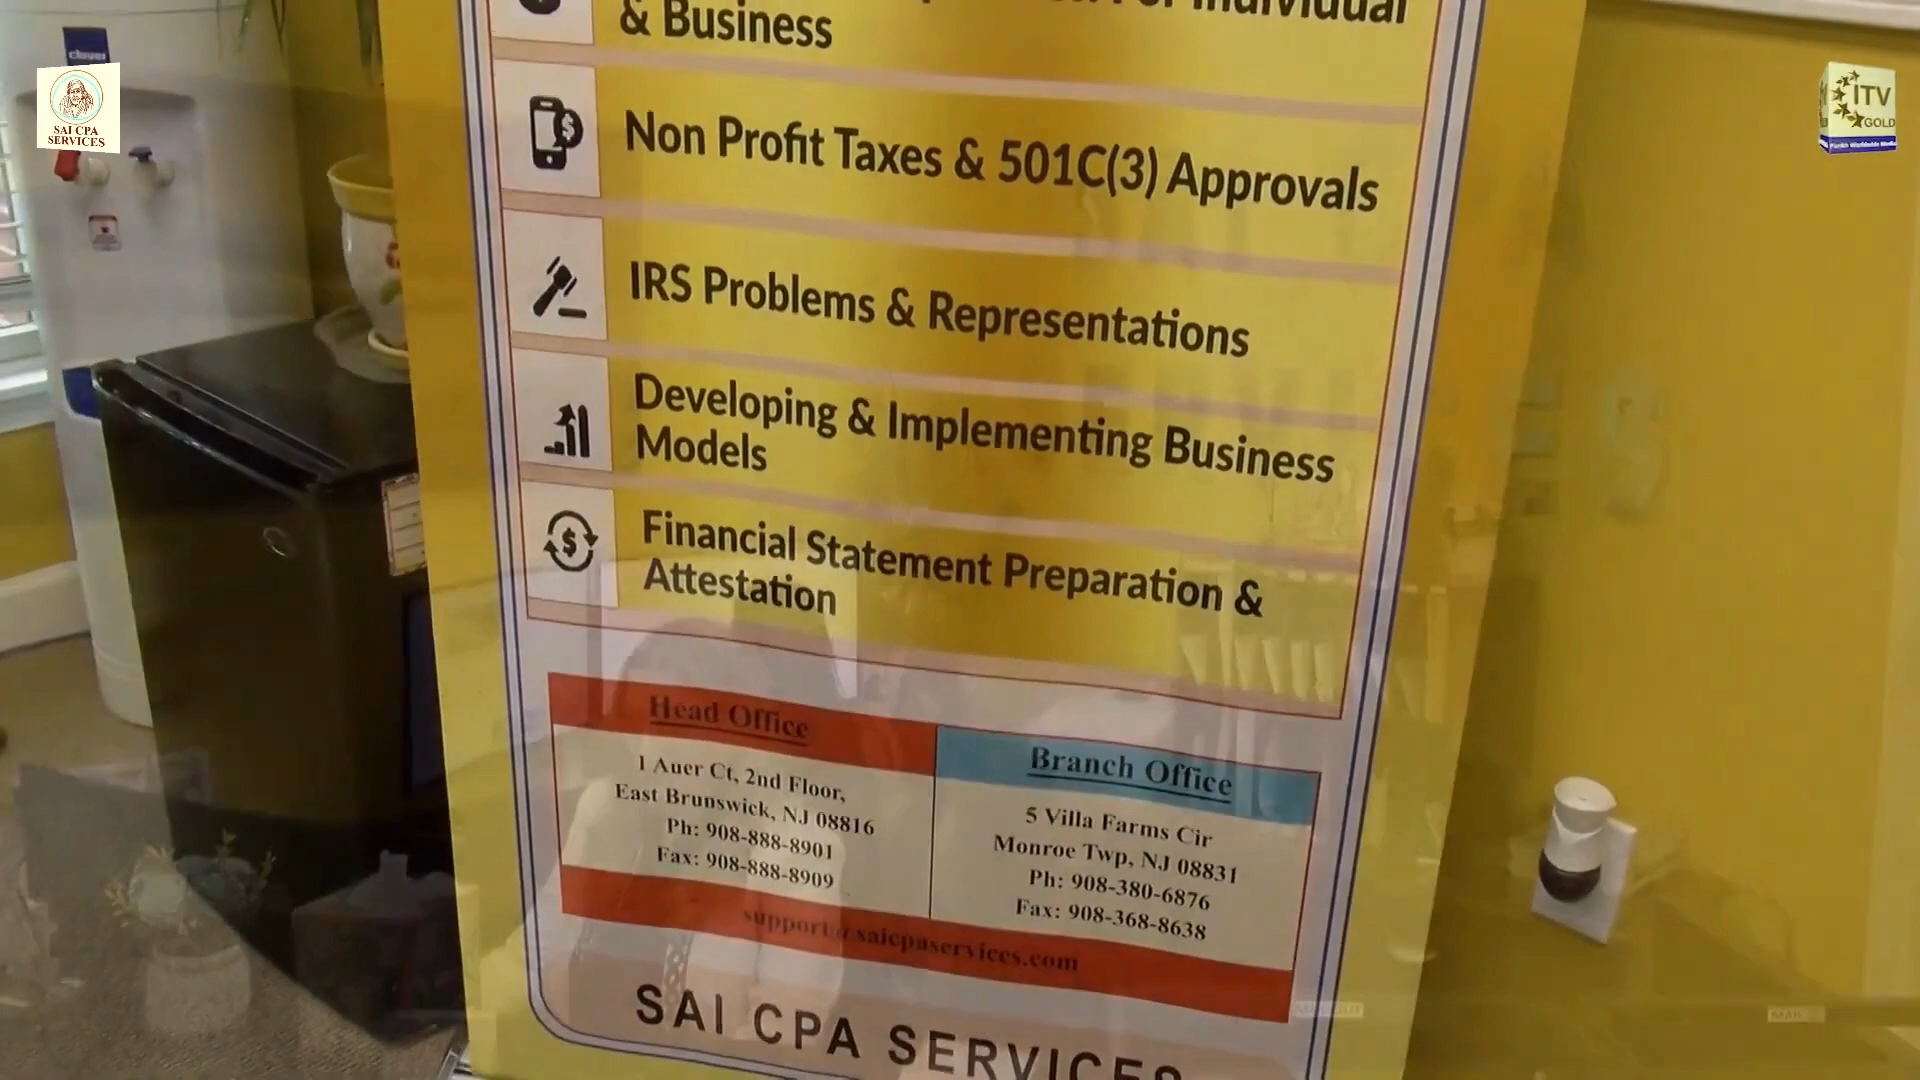 Individual
& Business
Non Profit Taxes & 501C(3) Approvals
IRS Problems & Representations
Developing & Implementing Business
Models
Financial Statement Preparation &
Attestation
Head Office
1 Auer Ct, 2nd Floor,
East Brunswick, NJ 08816
Ph: 908-888-8901
Fax: 908-888-8909
Branch Office
5 Villa Farms Cir
Monroe Twp, NJ 08831
Ph: 908-380-6876
Fax: 908-368-8638
support@saicpaservices.com
SAI CPA SERVICES
SAI CPA
SERVICES
ITV
GOLD